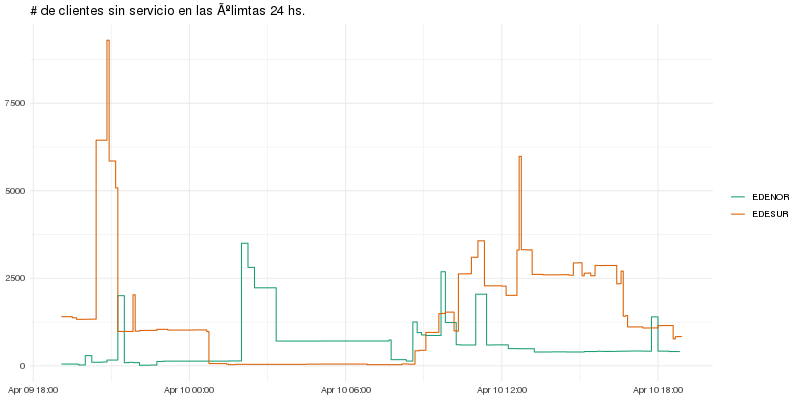 # de clientes sin servicio en las Ãºlimtas 24 hs.
7500
5000
2500
0
Apr 09 18:00
Apr 10 00:00
Apr 10 06:00
Apr 10 12:00
Apr 10 18:00
EDENOR
EDESUR